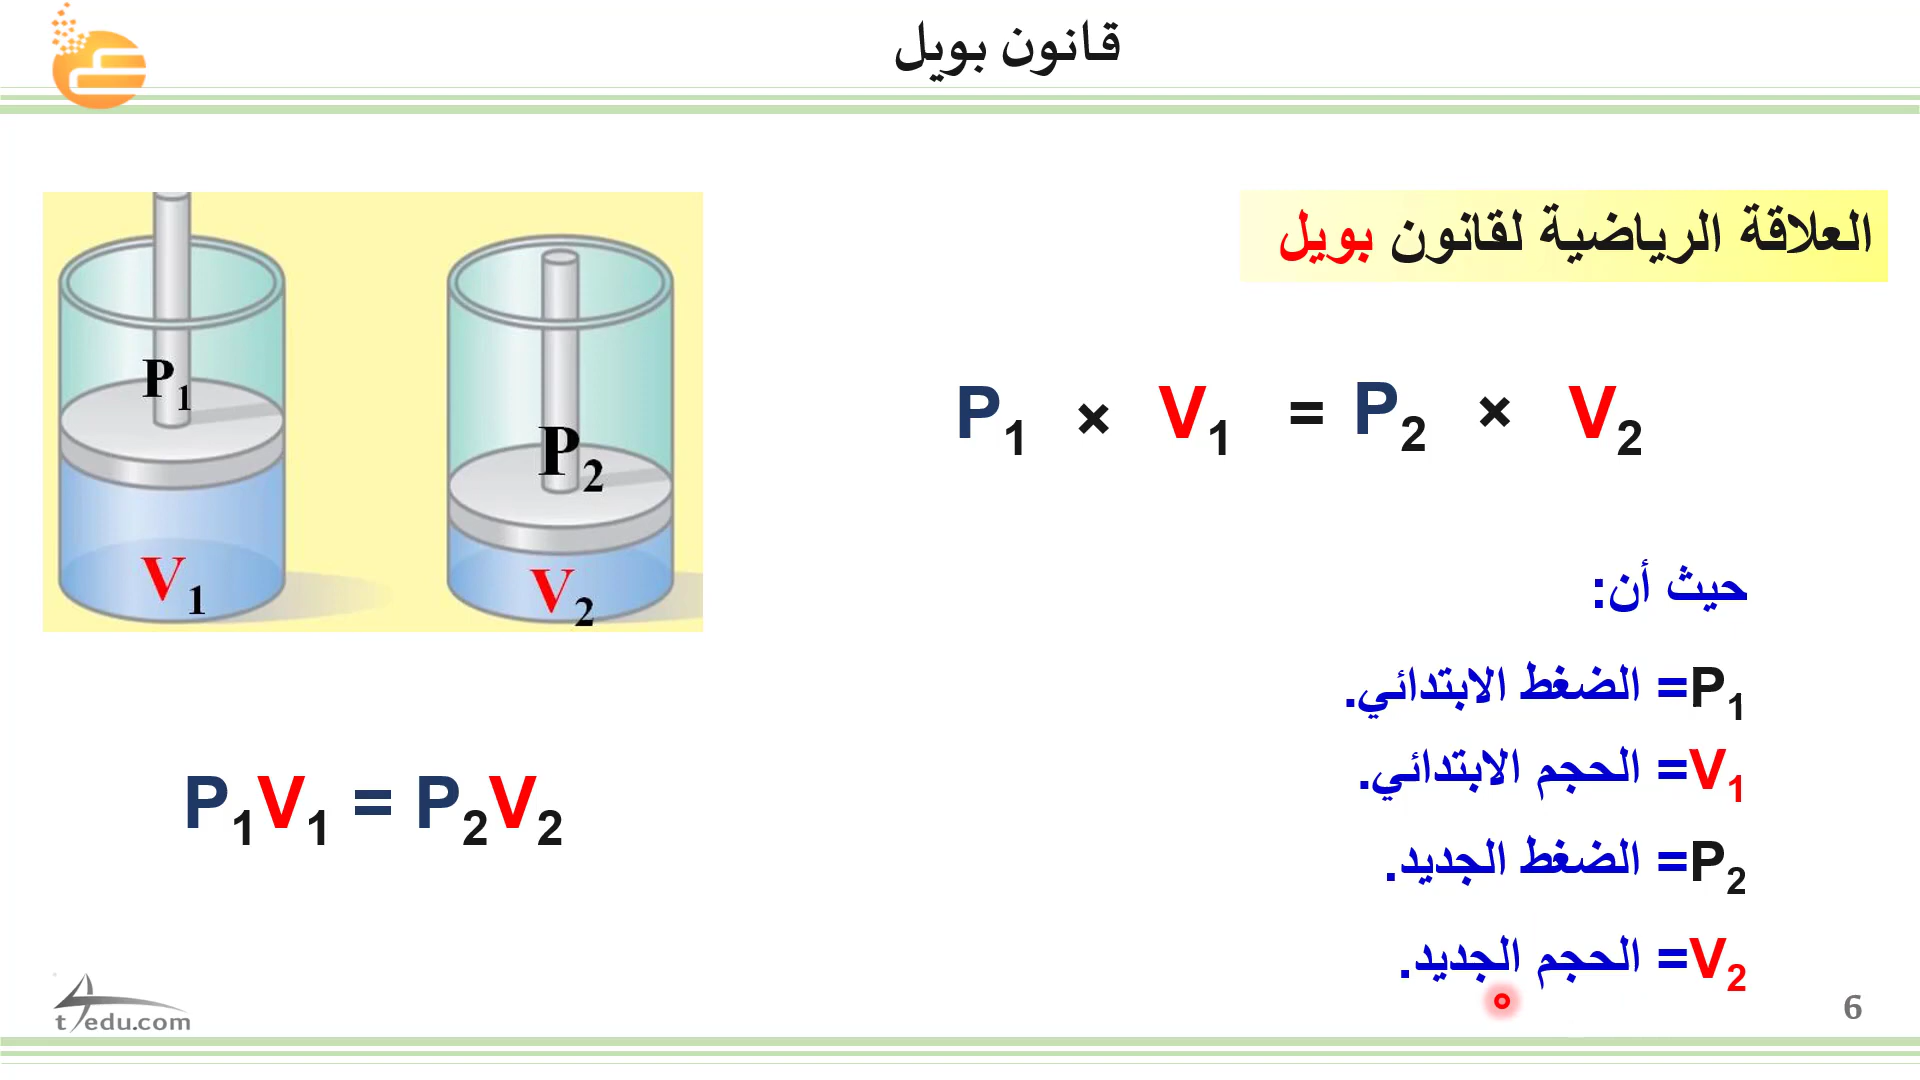 قانون بويل
العلاقة الرياضية لقانون بويل
P1 × V1 = P2 × V2
P1
V1
P2
V2
حيث أن:
P1= الضغط الابتدائي.
V1= الحجم الابتدائي.
P2= الضغط الجديد.
V2= الحجم الجديد.
P1V1 = P2V2
t4edu.com
6